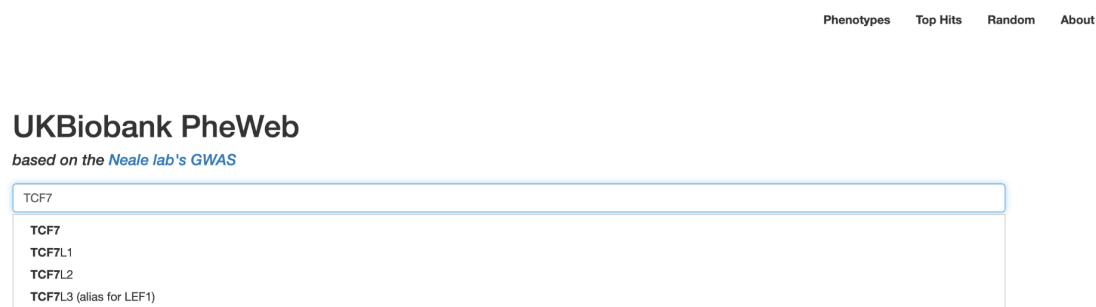 Phenotypes Top Hits Random About
UKBiobank PheWeb
based on the Neale lab's GWAS
TCF7
TCF7
TCF7L1
TCF7L2
TCF7L3 (alias for LEF1)